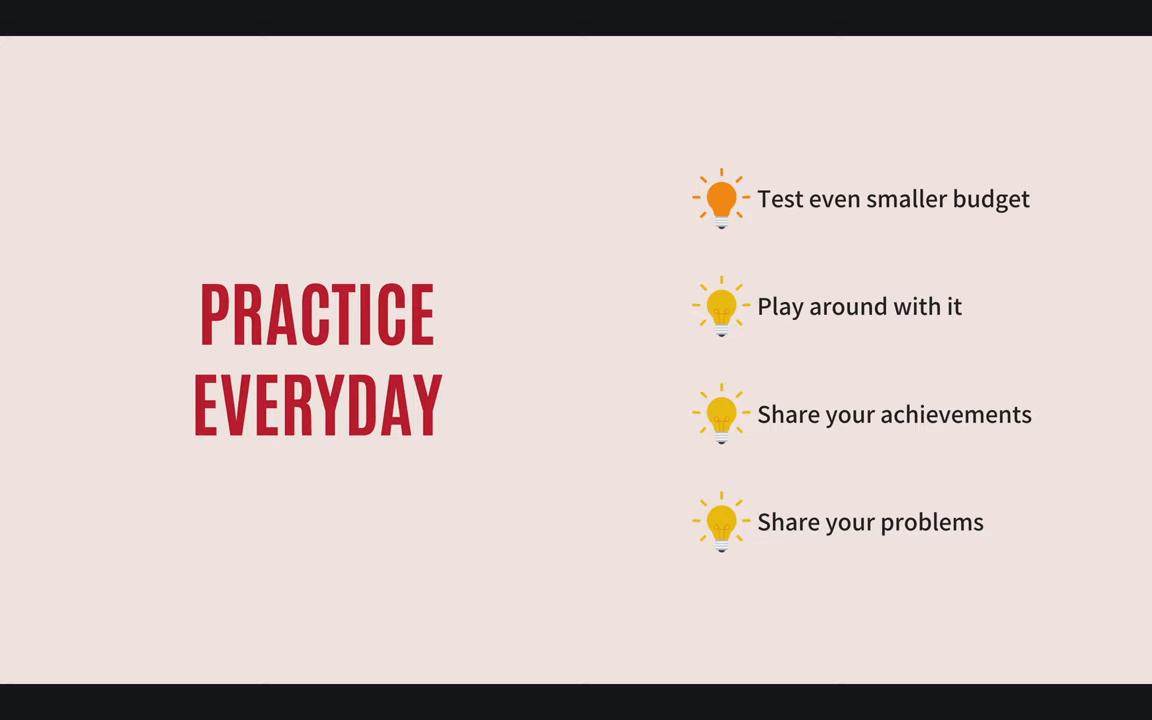 PRACTICE
EVERYDAY
Test even smaller budget
Play around with it
Share your achievements
Share your problems